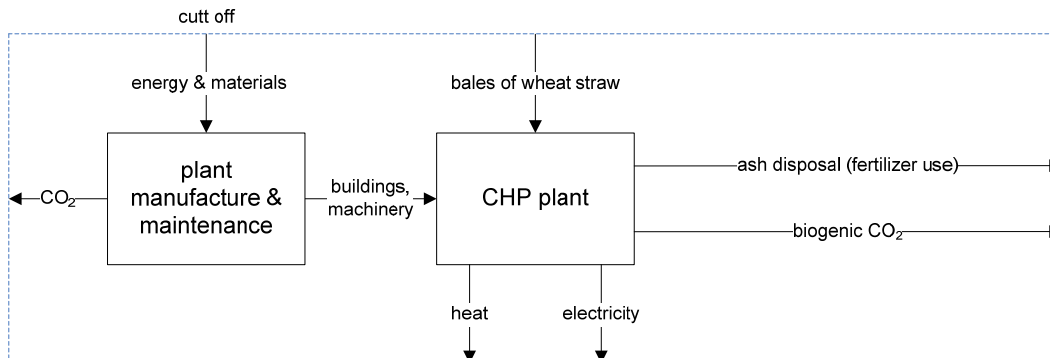 cutt off
energy & materials
bales of wheat straw
plant
manufacture &
maintenance
CO₂
buildings,
machinery
CHP plant
ash disposal (fertilizer use)
biogenic CO₂
heat
electricity